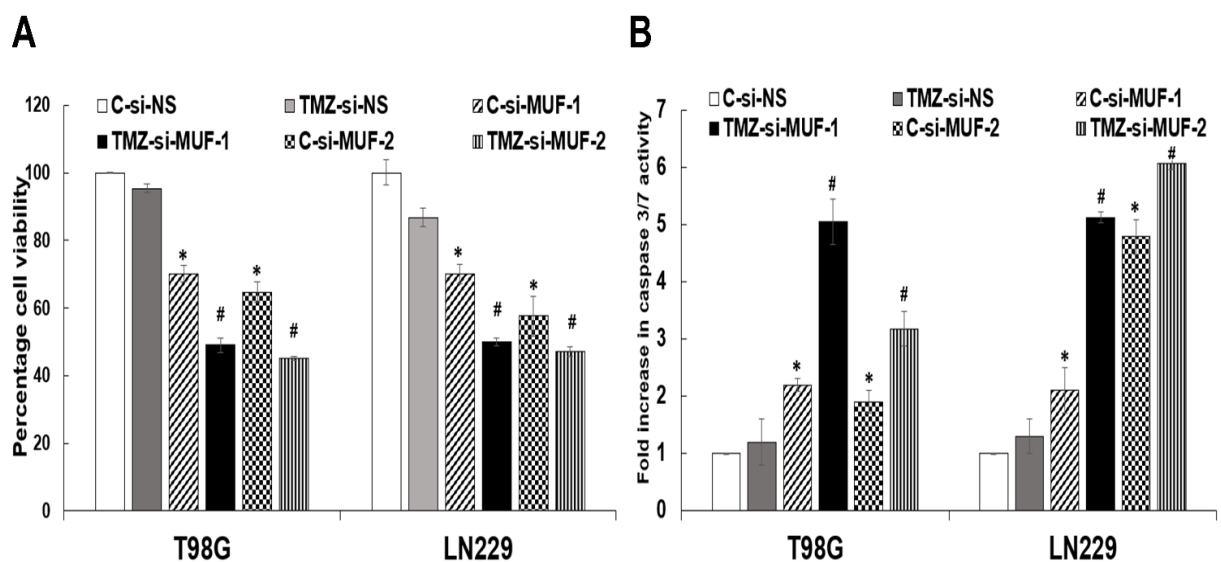 A
Percentage cell viability
120
100
80
60
40
20
0
C-si-NS TMZ-si-NS C-si-MUF-1
TMZ-si-MUF-1 C-si-MUF-2 TMZ-si-MUF-2
* # * #
* # * #
T98G LN229
B
Fold increase in caspase 3/7 activity
7
6
5
4
3
2
1
0
C-si-NS TMZ-si-NS C-si-MUF-1
TMZ-si-MUF-1 C-si-MUF-2 TMZ-si-MUF-2
* # * #
* # * #
T98G LN229